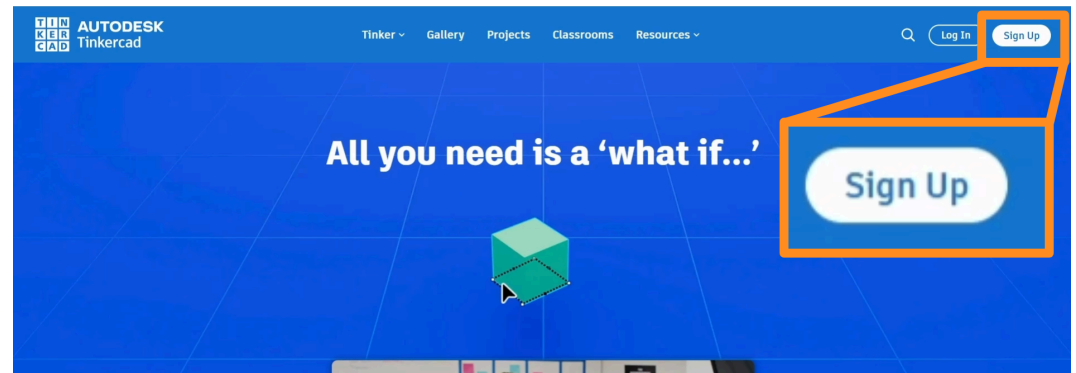 TIN
KER
CAD
AUTODESK
Tinkercad
Tinker Gallery Projects Classrooms Resources
Log In
Sign Up
All you need is a ‘what if...’
Sign Up